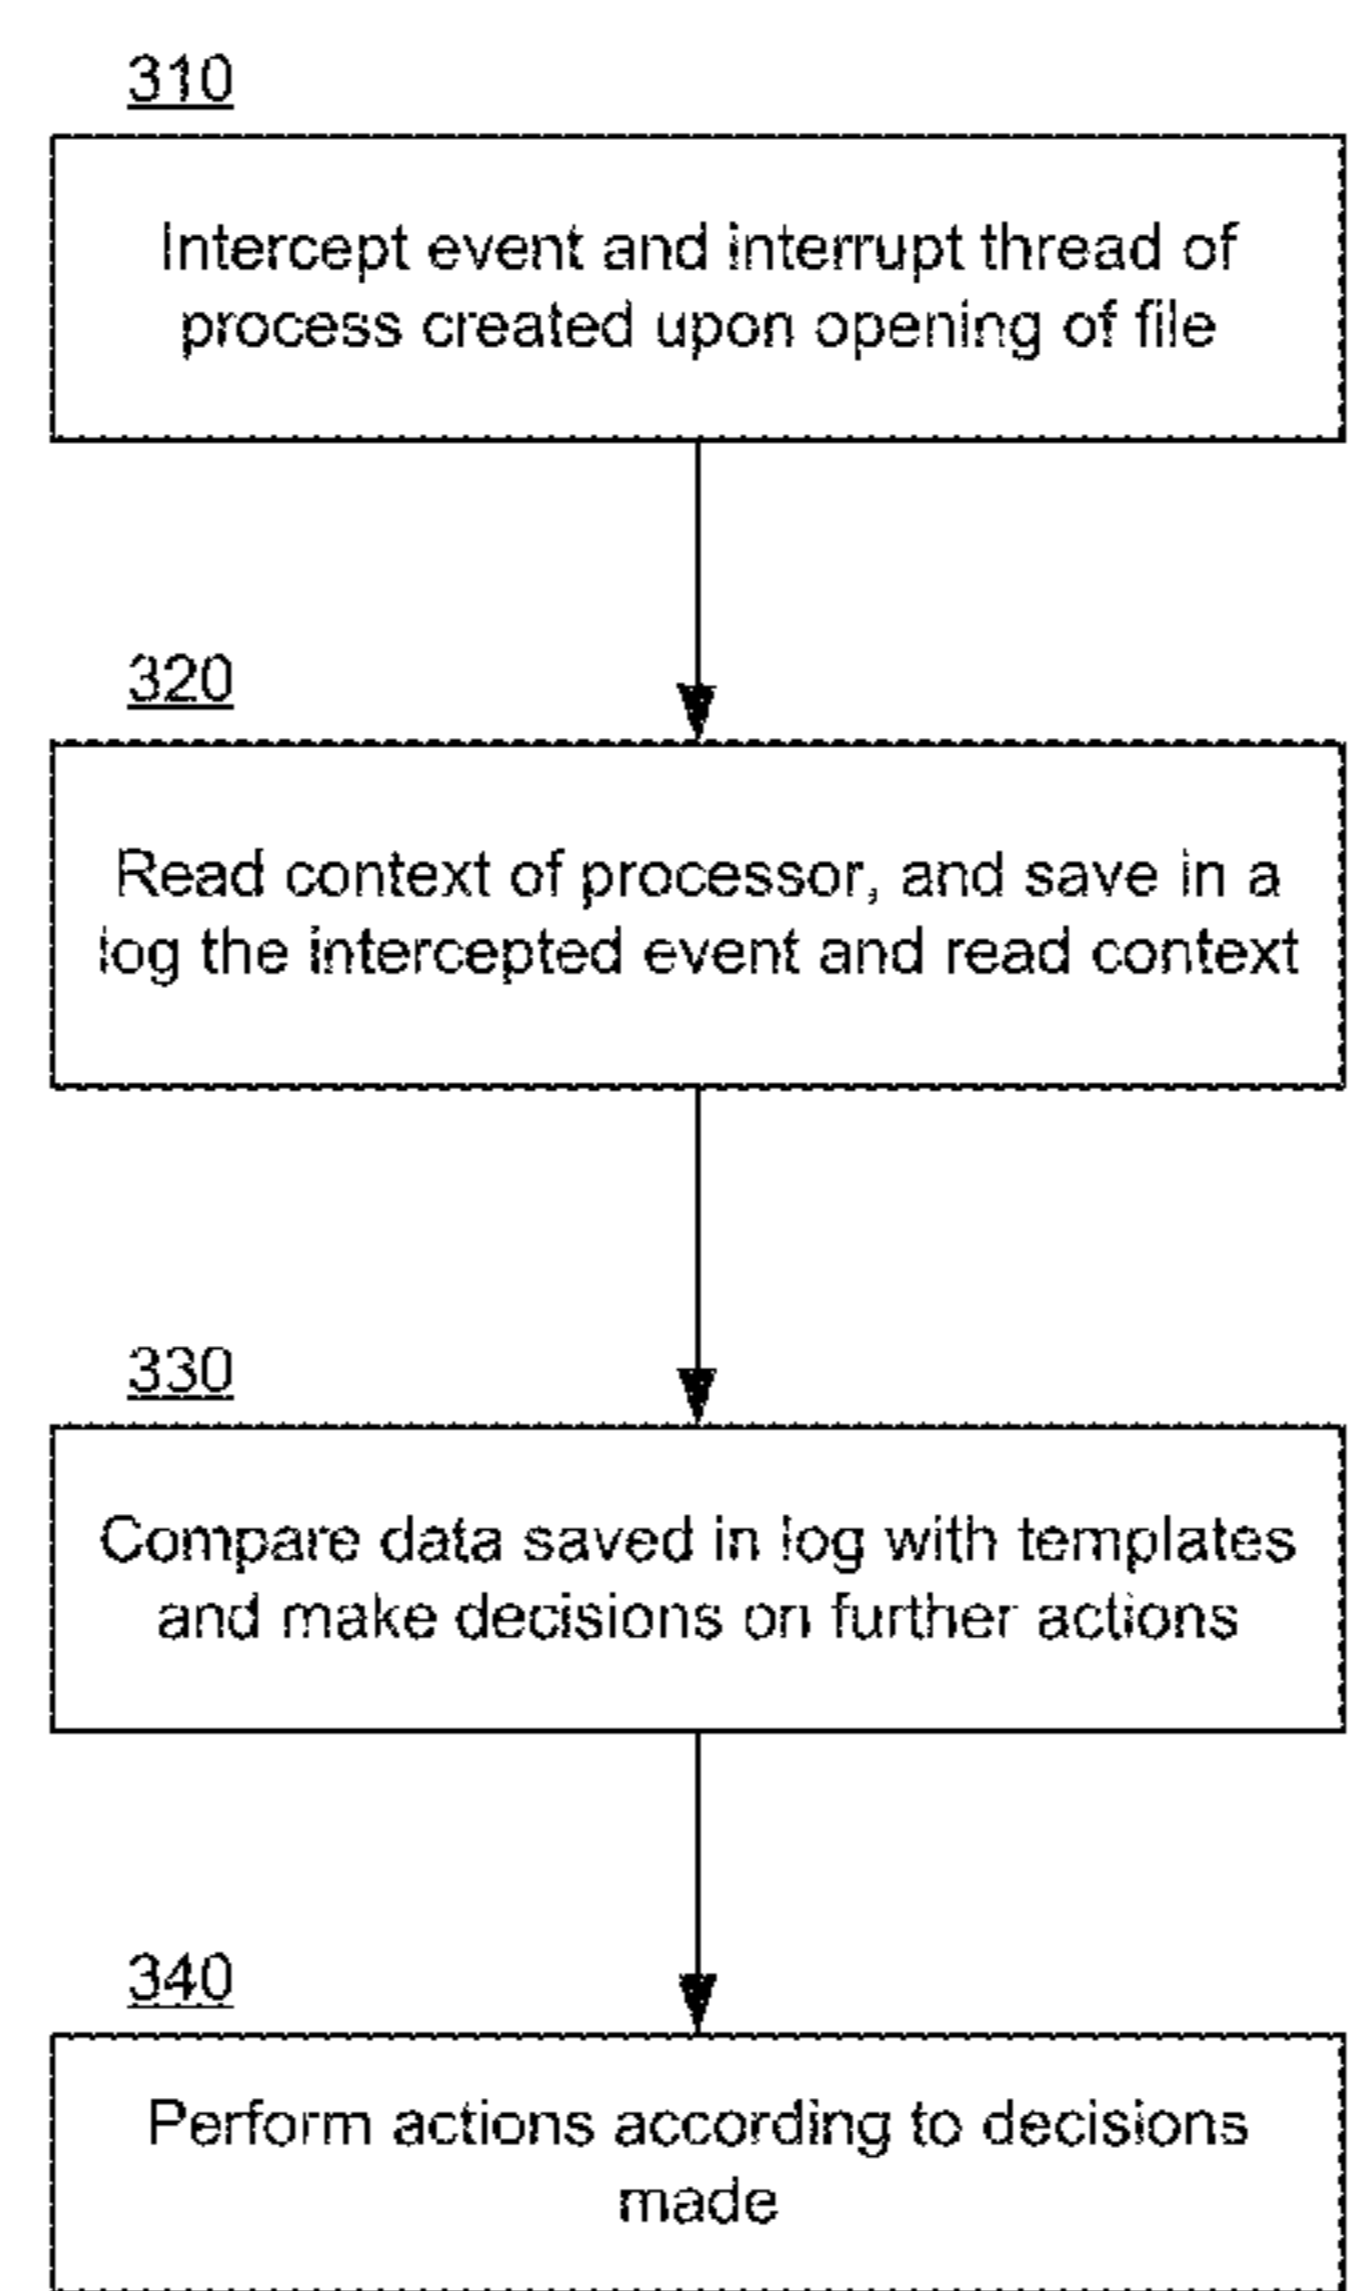 310
Intercept event and interrupt thread of
process created upon opening of file
320
Read context of processor, and save in a
log the intercepted event and read context
330
Compare data saved in log with templates
and make decisions on further actions
340
Perform actions according to decisions
made